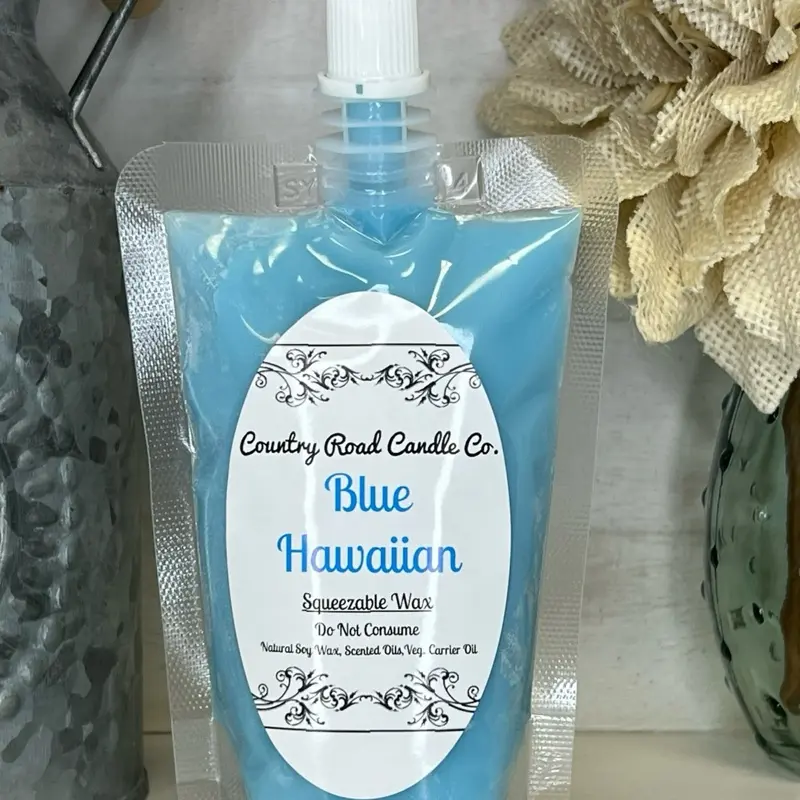 Country Road Candle Co.
Blue
Hawaiian
Squeezable Wax
Do Not Consume
Natural Soy Wax, Scented Oils,Veg. Carrier Oil